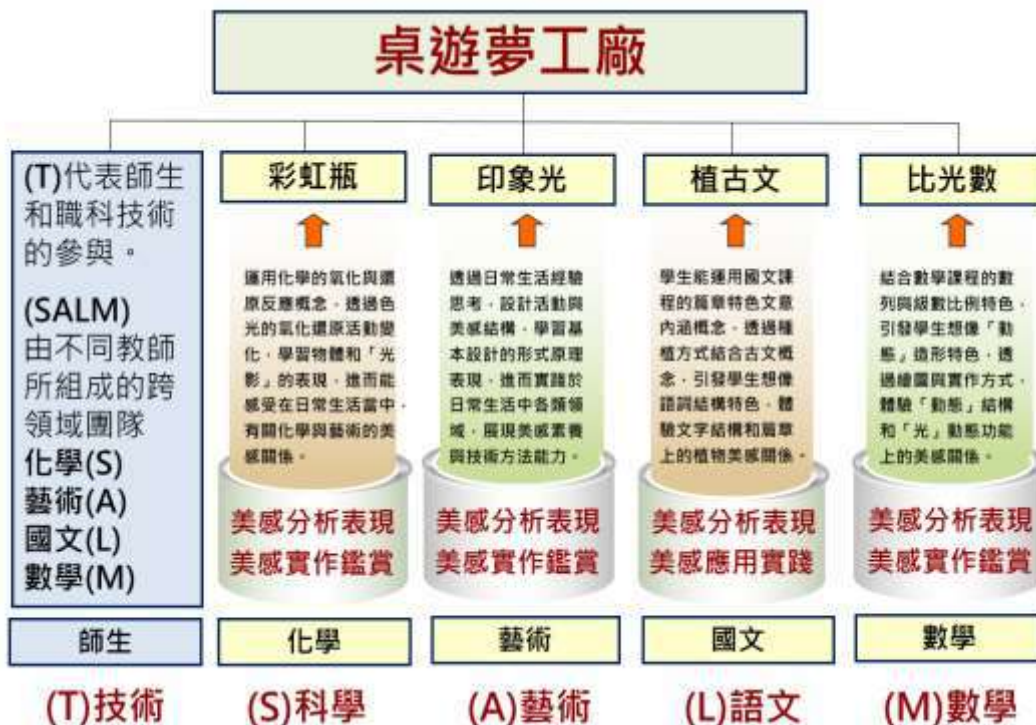 桌遊夢工廠
(T)代表師生
和職科技術
的參與。
(SALM)
由不同教師
所組成的跨
領域團隊
化學(S)
藝術(A)
國文(L)
數學(M)
師生
(T)技術
彩虹瓶
運用化學的氧化與還
原反應概念，透過色
光的氧化還原活動變
化，學習物體和「光
影」的表現，進而能
感受在日常生活當中，
有關化學與藝術的美
感關係。
美感分析表現
美感實作鑑賞
化學
(S)科學
印象光
透過日常生活經驗
思考，設計活動與
美感結構，學習基
本設計的形式原理
表現，進而實踐於
日常生活中各類領
域，展現美感素養
與技術方法能力。
美感分析表現
美感實作鑑賞
藝術
(A)藝術
植古文
學生能運用國文課
程的篇章特色文意
內涵概念，透過種
植方式結合古文概
念，引發學生想像
語詞結構特色，體
驗文字結構和篇章
上的植物美感關係。
美感分析表現
美感應用實踐
國文
(L)語文
比光數
結合數學課程的數
列與級數比例特色，
引發學生想像「動
態」造形特色，透
過繪圖與實作方式，
體驗「動態」結構
和「光」動態功能
上的美感關係。
美感分析表現
美感實作鑑賞
數學
(M)數學